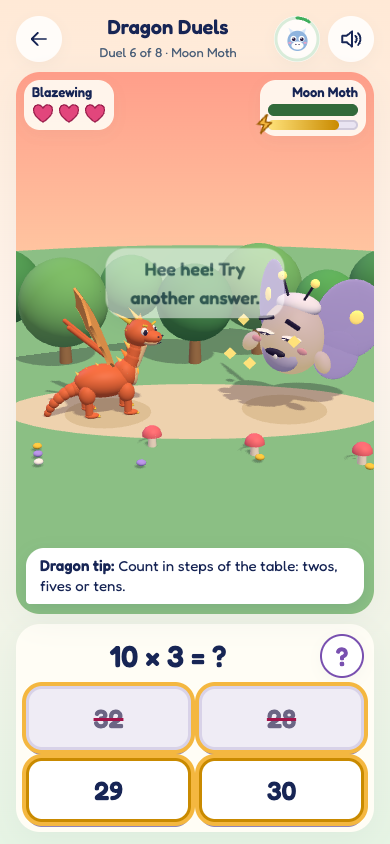 Dragon Duels
Duel 6 of 8 · Moon Moth
Blazewing
Moon Moth
Hee hee! Try
another answer.
Dragon tip: Count in steps of the table: twos,
fives or tens.
10 × 3 = ?
?
32
28
29
30